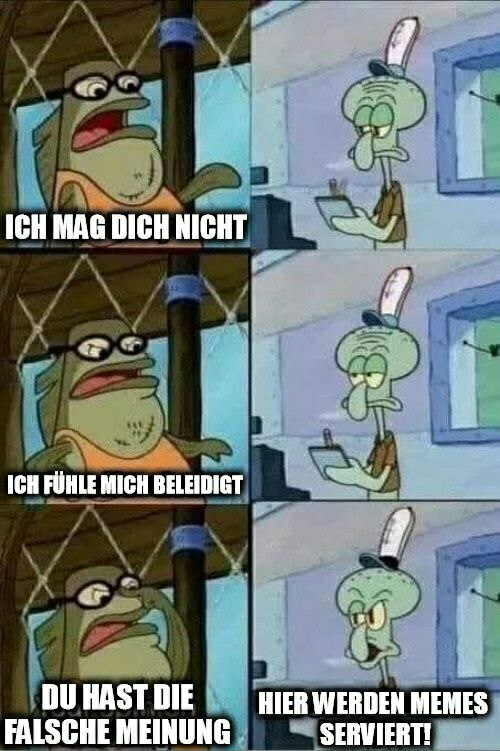 ICH MAG DICH NICHT
ICH FÜHLE MICH BELEIDIGT
DU HAST DIE
FALSCHE MEINUNG
HIER WERDEN MEMES
SERVIERT!